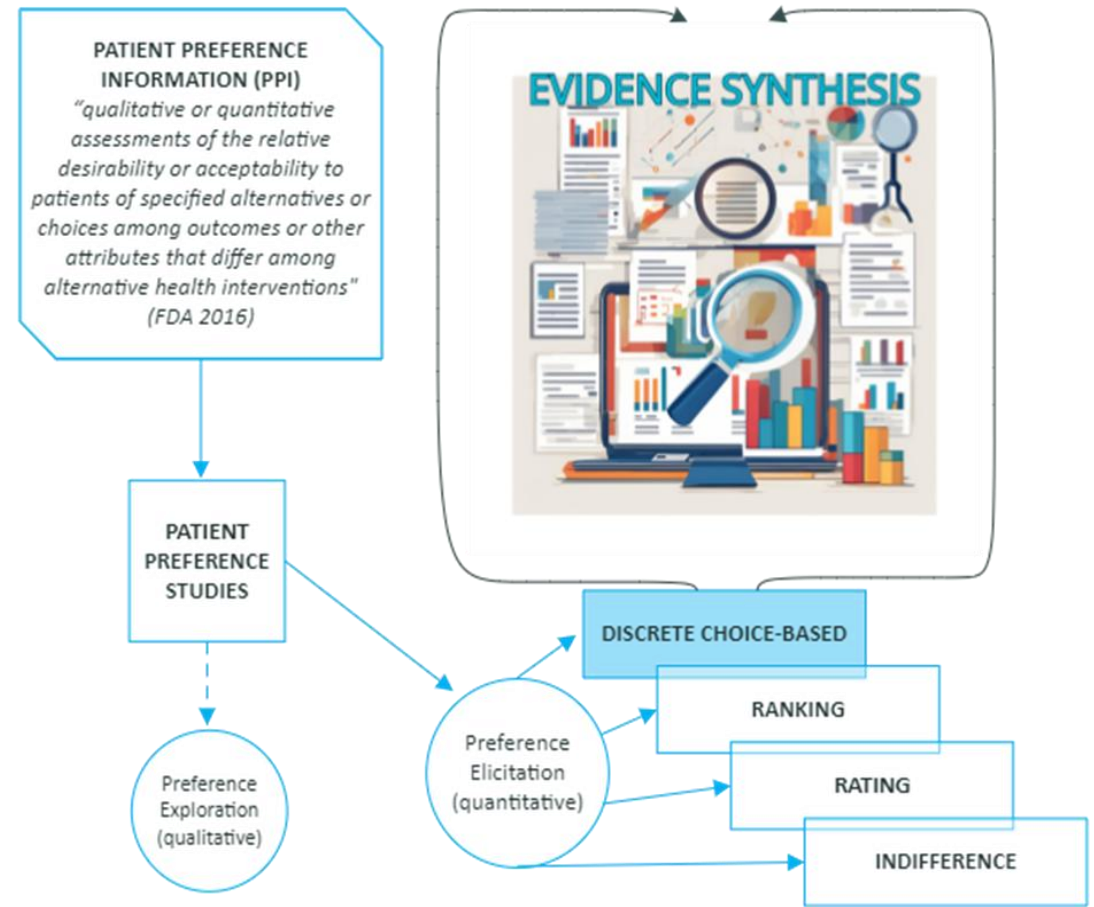 PATIENT PREFERENCE
INFORMATION (PPI)
“qualitative or quantitative
assessments of the relative
desirability or acceptability to
patients of specified alternatives or
choices among outcomes or other
attributes that differ among
alternative health interventions"
(FDA 2016)
EVIDENCE SYNTHESIS
PATIENT
PREFERENCE
STUDIES
DISCRETE CHOICE-BASED
RANKING
RATING
INDIFFERENCE
Preference
Elicitation
(quantitative)
Preference
Exploration
(qualitative)